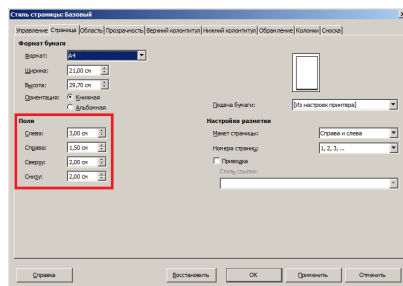 Стиль страницы: Базовый
Управление Страница Область Прозрачность Верхний колонтитул Нижний колонтитул Обрамление Колонки Сноска
Формат бумаги
Формат: A4
Ширина: 21,00 см
Высота: 29,70 см
Ориентация: Книжная
Альбомная
Подача бумаги: [Из настроек принтера]
Поля
Слева: 3,00 см
Справа: 1,50 см
Сверху: 2,00 см
Снизу: 2,00 см
Настройки разметки
Макет страницы: Справа и слева
Номера страниц: 1, 2, 3, ...
Приводка
Стиль ссылки:
Справка Восстановить ОК Применить Отменить